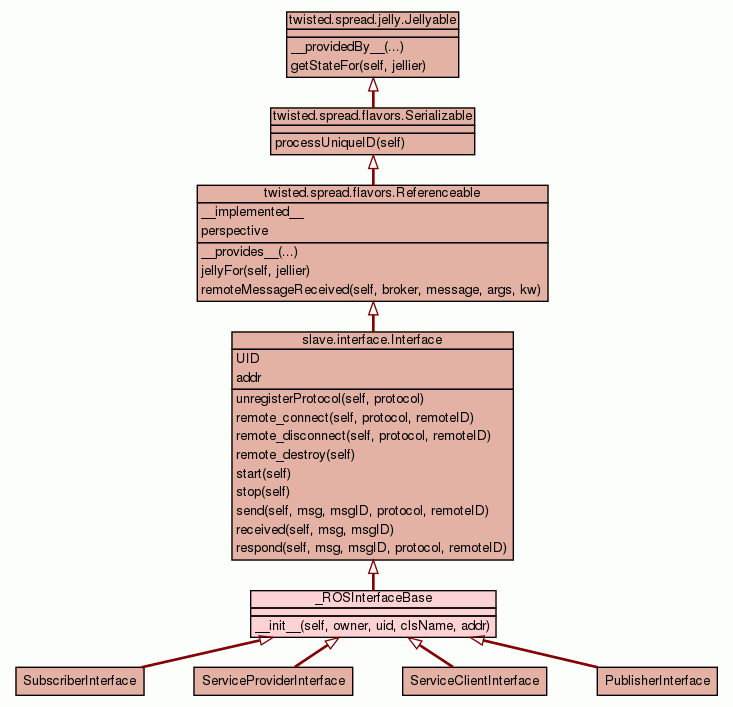 twisted.spread.jelly.Jellyable
__providedBy__(...)
getStateFor(self, jellier)
twisted.spread.flavors.Serializable
processUniqueID(self)
twisted.spread.flavors.Referenceable
__implemented__
perspective
__provides__(...)
jellyFor(self, jellier)
remoteMessageReceived(self, broker, message, args, kw)
slave.interface.Interface
UID
addr
unregisterProtocol(self, protocol)
remote_connect(self, protocol, remoteID)
remote_disconnect(self, protocol, remoteID)
remote_destroy(self)
start(self)
stop(self)
send(self, msg, msgID, protocol, remoteID)
received(self, msg, msgID)
respond(self, msg, msgID, protocol, remoteID)
_ROSInterfaceBase
__init__(self, owner, uid, clsName, addr)
SubscriberInterface
ServiceProviderInterface
ServiceClientInterface
PublisherInterface